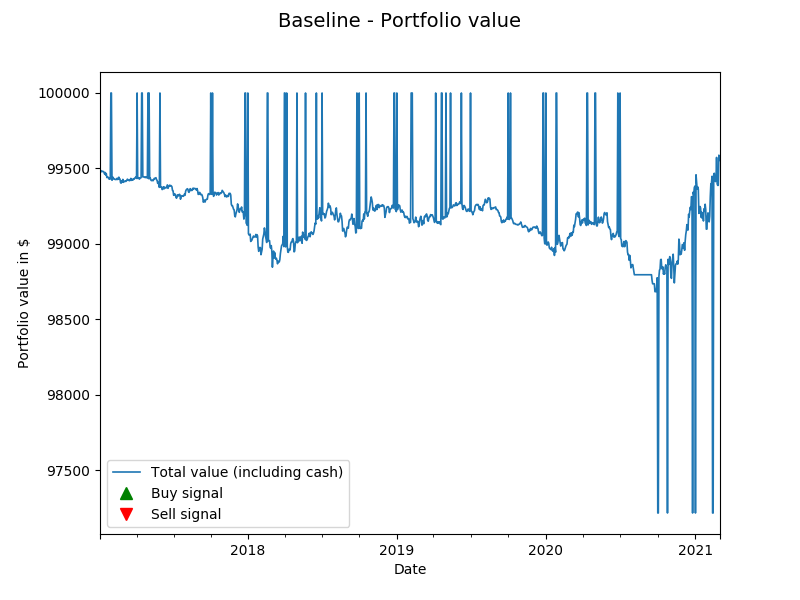 Baseline - Portfolio value
100000
99500
99000
98500
98000
97500
Portfolio value in $
Total value (including cash)
Buy signal
Sell signal
2018
2019
2020
2021
Date